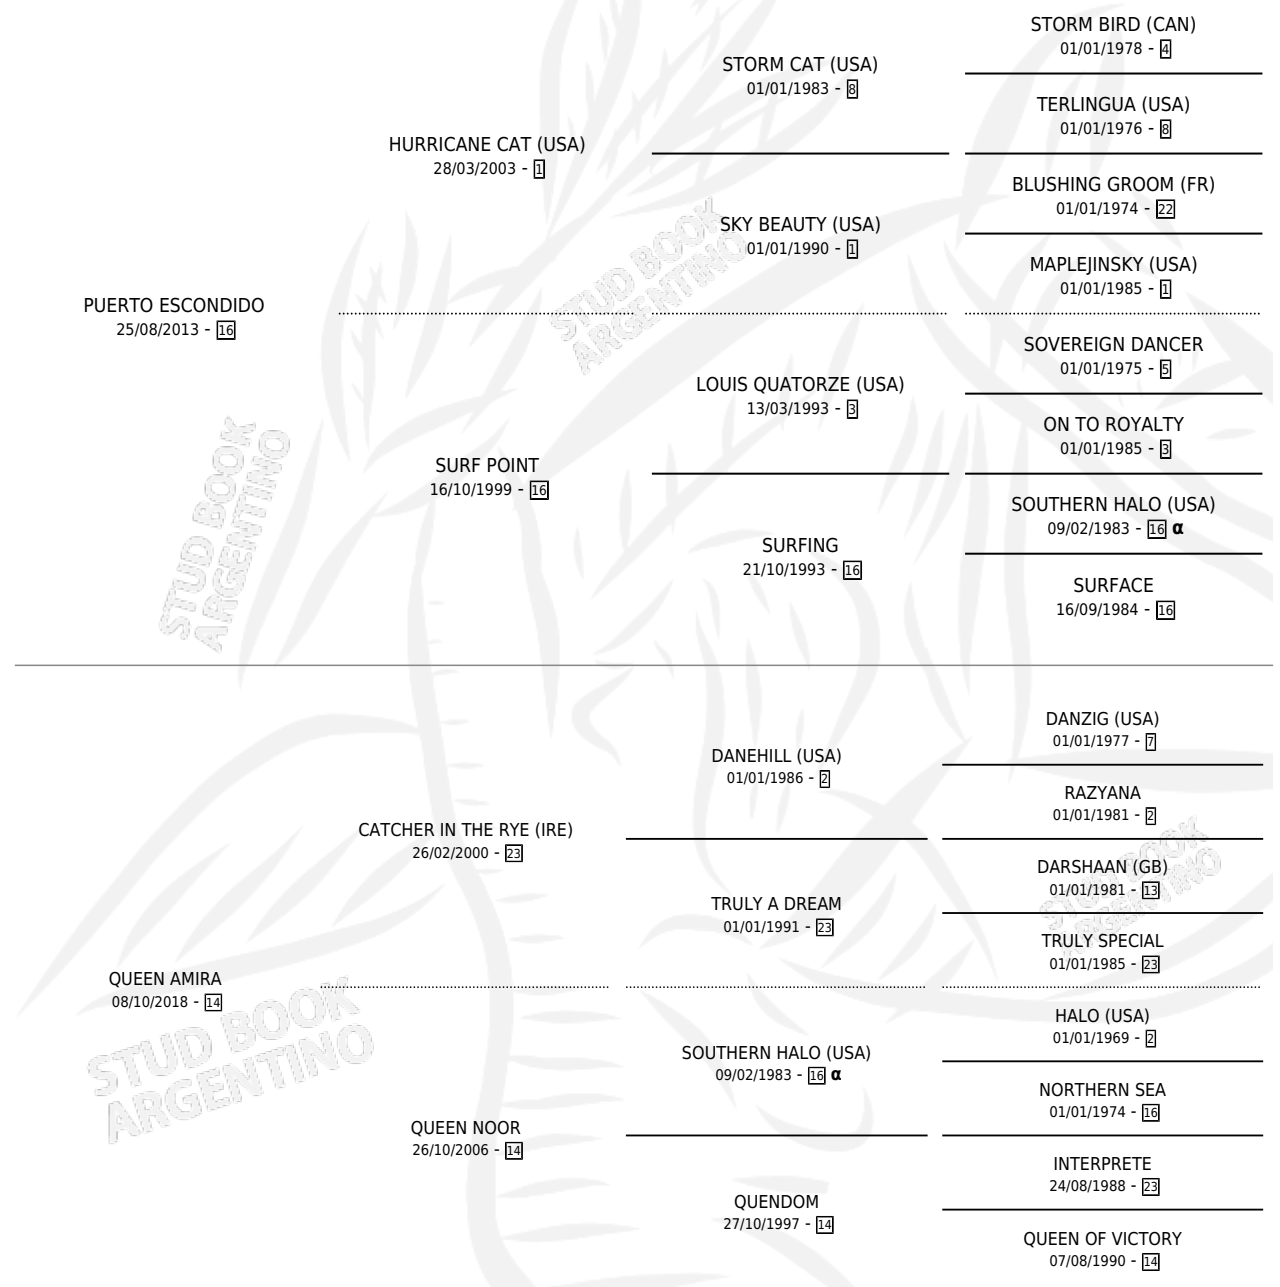 STORM BIRD (CAN)
01/01/1978 - 4
STORM CAT (USA)
01/01/1983 - 8
TERLINGUA (USA)
01/01/1976 - 8
HURRICANE CAT (USA)
28/03/2003 - 1
BLUSHING GROOM (FR)
01/01/1974 - 22
SKY BEAUTY (USA)
01/01/1990 - 1
MAPLEJINSKY (USA)
01/01/1985 - 1
PUERTO ESCONDIDO
25/08/2013 - 16
SOVEREIGN DANCER
01/01/1975 - 5
LOUIS QUATORZE (USA)
13/03/1993 - 3
ON TO ROYALTY
01/01/1985 - 3
SURF POINT
16/10/1999 - 16
SOUTHERN HALO (USA)
09/02/1983 - 16 α
SURFING
21/10/1993 - 16
SURFACE
16/09/1984 - 16
STUD BOOK
ARGENTINO
STUD BOOK
ARGENTINO
DANZIG (USA)
01/01/1977 - 7
DANEHILL (USA)
01/01/1986 - 2
RAZYANA
01/01/1981 - 2
CATCHER IN THE RYE (IRE)
26/02/2000 - 23
DARSHAAN (GB)
01/01/1981 - 13
TRULY A DREAM
01/01/1991 - 23
TRULY SPECIAL
01/01/1985 - 23
QUEEN AMIRA
08/10/2018 - 14
HALO (USA)
01/01/1969 - 2
SOUTHERN HALO (USA)
09/02/1983 - 16 α
NORTHERN SEA
01/01/1974 - 16
QUEEN NOOR
26/10/2006 - 14
INTERPRETE
24/08/1988 - 23
QUENDOM
27/10/1997 - 14
QUEEN OF VICTORY
07/08/1990 - 14
STUD BOOK
ARGENTINO
STUD BOOK
ARGENTINO